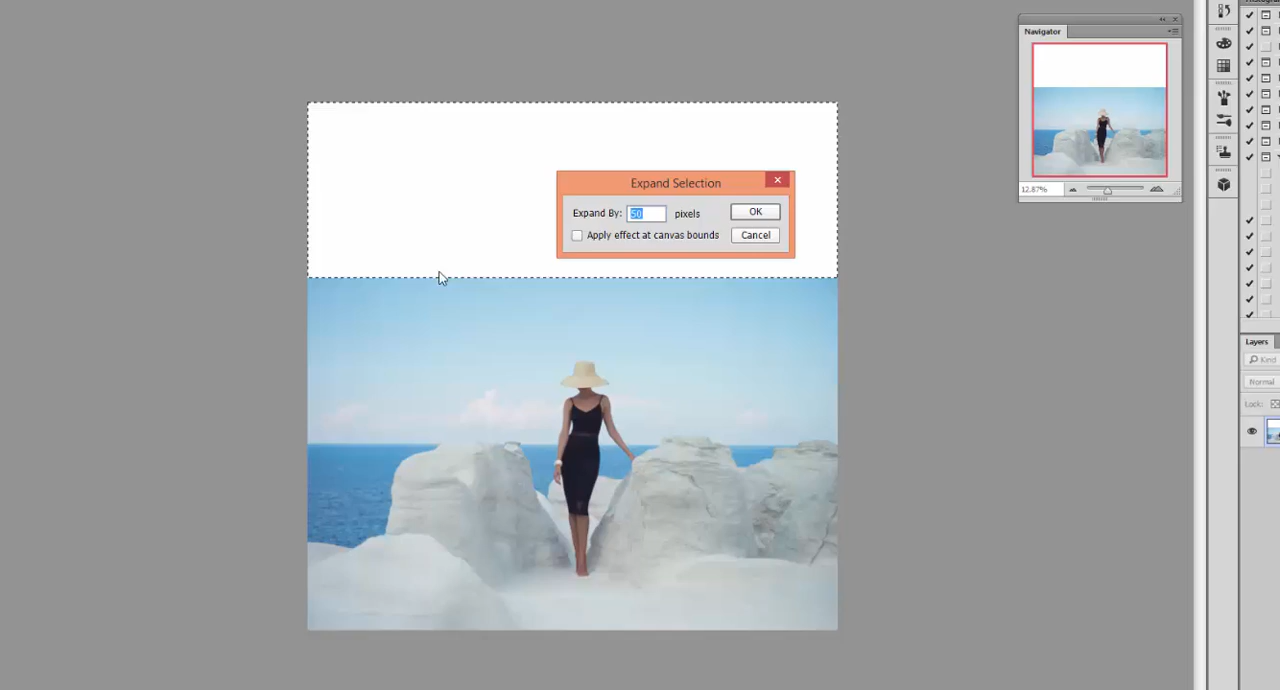 Navigator
12.87%
Expand Selection
Expand By: 50 pixels
OK
Apply effect at canvas bounds
Cancel
Layers
Kind
Normal
Lock: